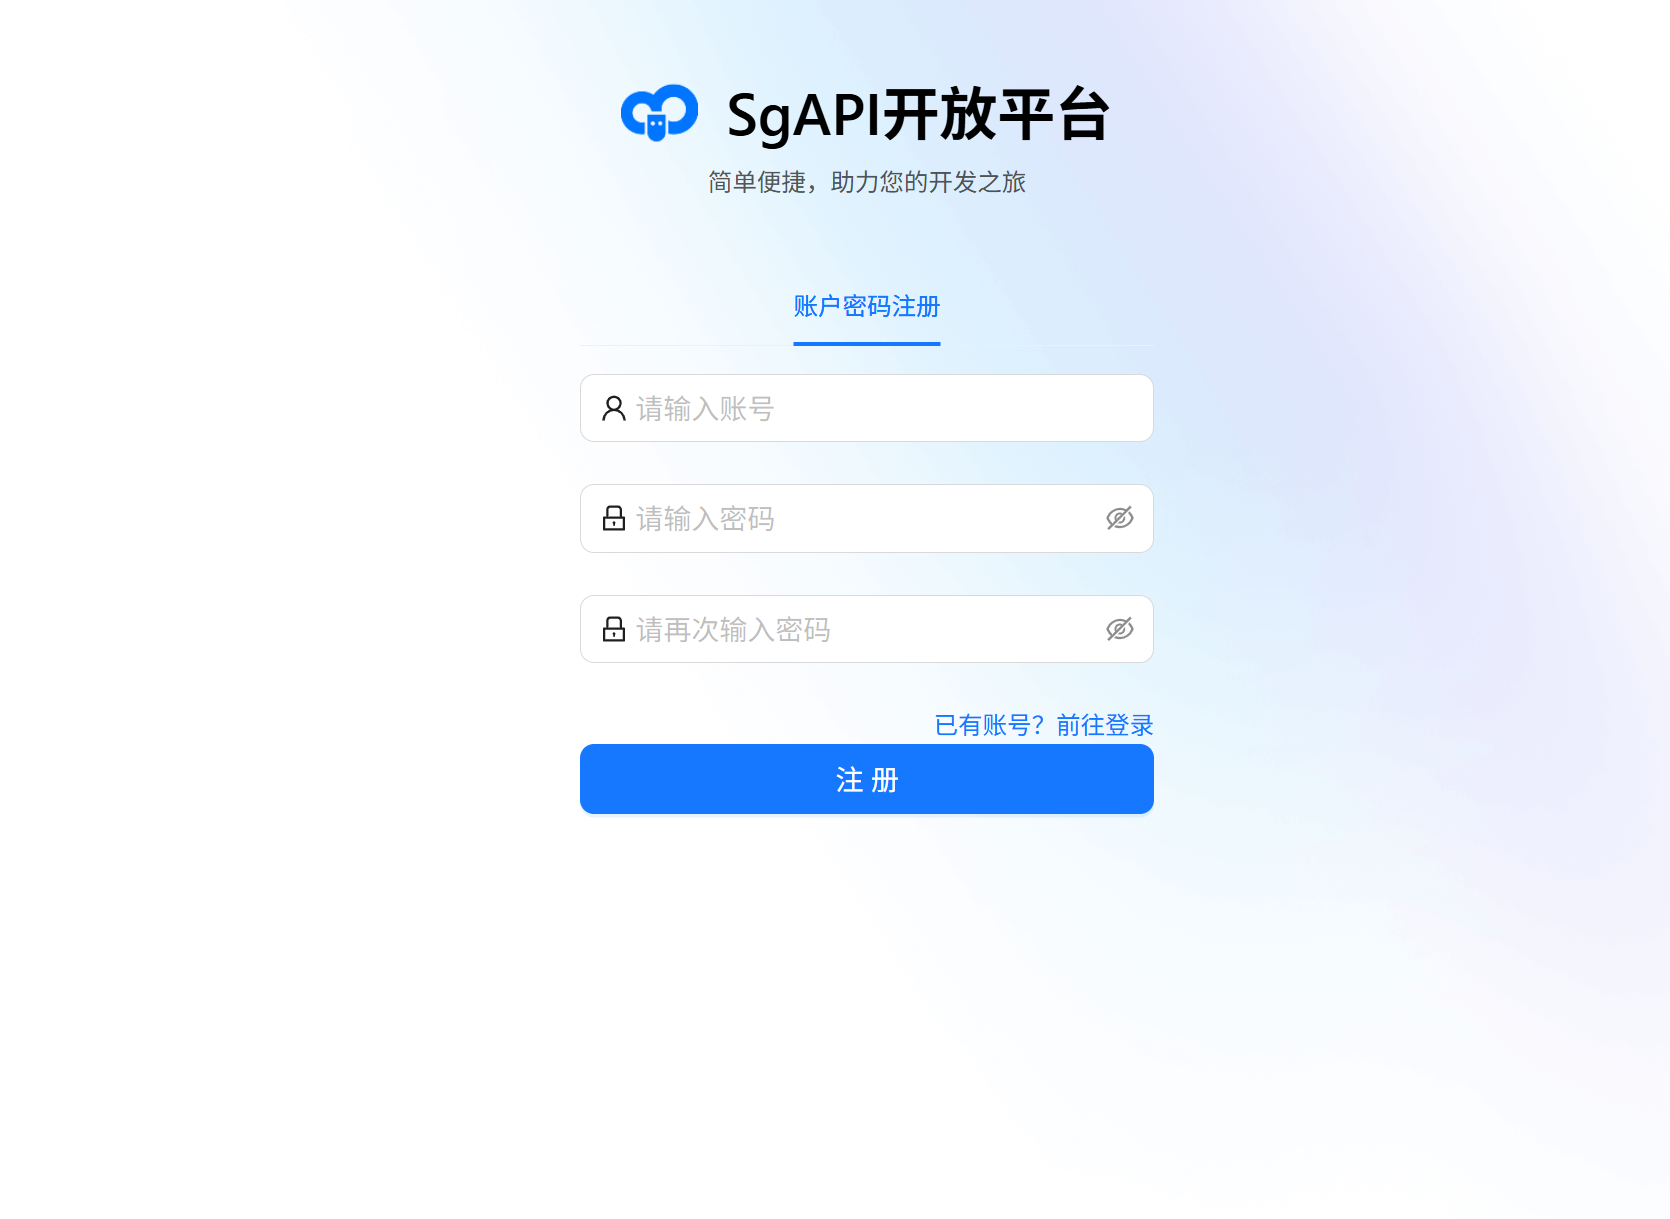 SgAPI开放平台
简单便捷，助力您的开发之旅
账户密码注册
请输入账号
请输入密码
请再次输入密码
已有账号？前往登录
注 册